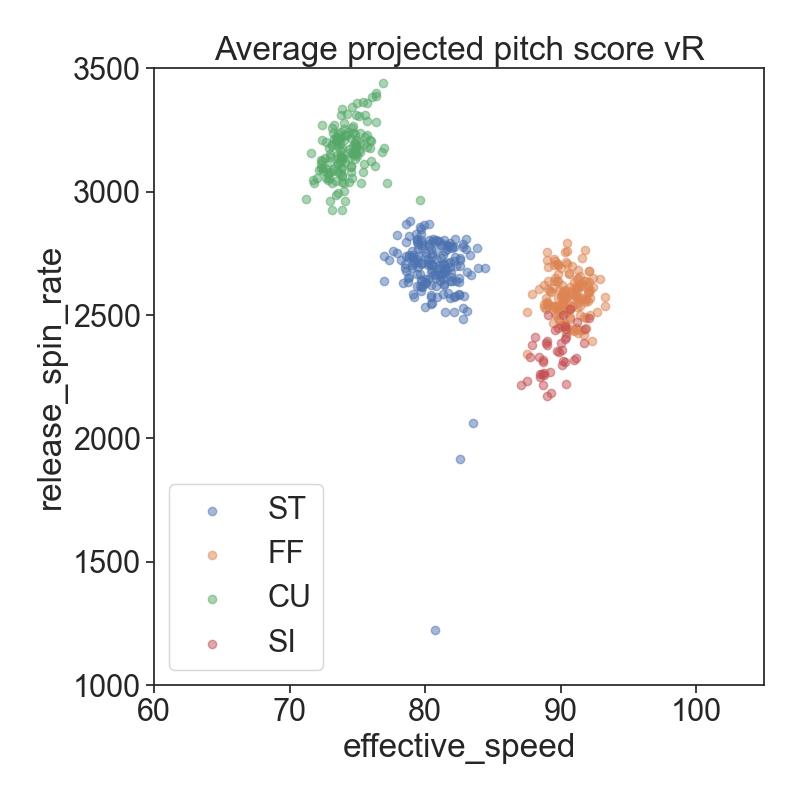 Average projected pitch score vR
3500
3000
2500
2000
1500
1000
release_spin_rate
ST
FF
CU
SI
60
70
80
90
100
effective_speed